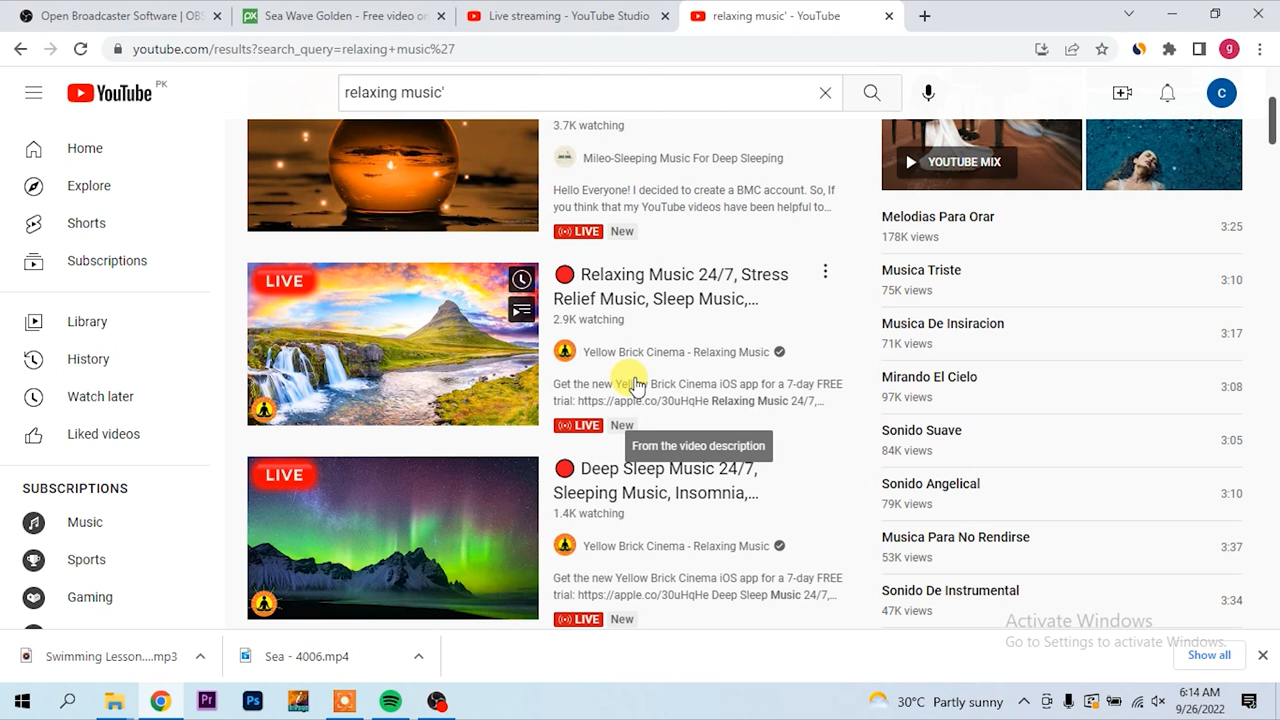 Open Broadcaster Software | OBS
Sea Wave Golden - Free video o
Live streaming - YouTube Studio
relaxing music' - YouTube
youtube.com/results?search_query=relaxing+music%27
g
YouTube PK
relaxing music'
C
Home
Explore
Shorts
Subscriptions
Library
History
Watch later
Liked videos
SUBSCRIPTIONS
Music
Sports
Gaming
3.7K watching
Mileo-Sleeping Music For Deep Sleeping
Hello Everyone! I decided to create a BMC account. So, If
you think that my YouTube videos have been helpful to...
LIVE New
LIVE
Relaxing Music 24/7, Stress
Relief Music, Sleep Music,...
2.9K watching
Yellow Brick Cinema - Relaxing Music
Get the new Yellow Brick Cinema iOS app for a 7-day FREE
trial: https://apple.co/30uHqHe Relaxing Music 24/7,...
LIVE New
From the video description
LIVE
Deep Sleep Music 24/7,
Sleeping Music, Insomnia,...
1.4K watching
Yellow Brick Cinema - Relaxing Music
Get the new Yellow Brick Cinema iOS app for a 7-day FREE
trial: https://apple.co/30uHqHe Deep Sleep Music 24/7,...
LIVE New
YOUTUBE MIX
Melodias Para Orar
178K views
3:25
Musica Triste
75K views
3:10
Musica De Insiracion
71K views
3:17
Mirando El Cielo
97K views
3:08
Sonido Suave
84K views
3:05
Sonido Angelical
79K views
3:10
Musica Para No Rendirse
53K views
3:37
Sonido De Instrumental
47K views
3:34
Activate Windows
Go to Settings to activate Windows.
Swimming Lesson....mp3
Sea - 4006.mp4
Show all
Pr
Ps
30°C Partly sunny
6:14 AM
9/26/2022